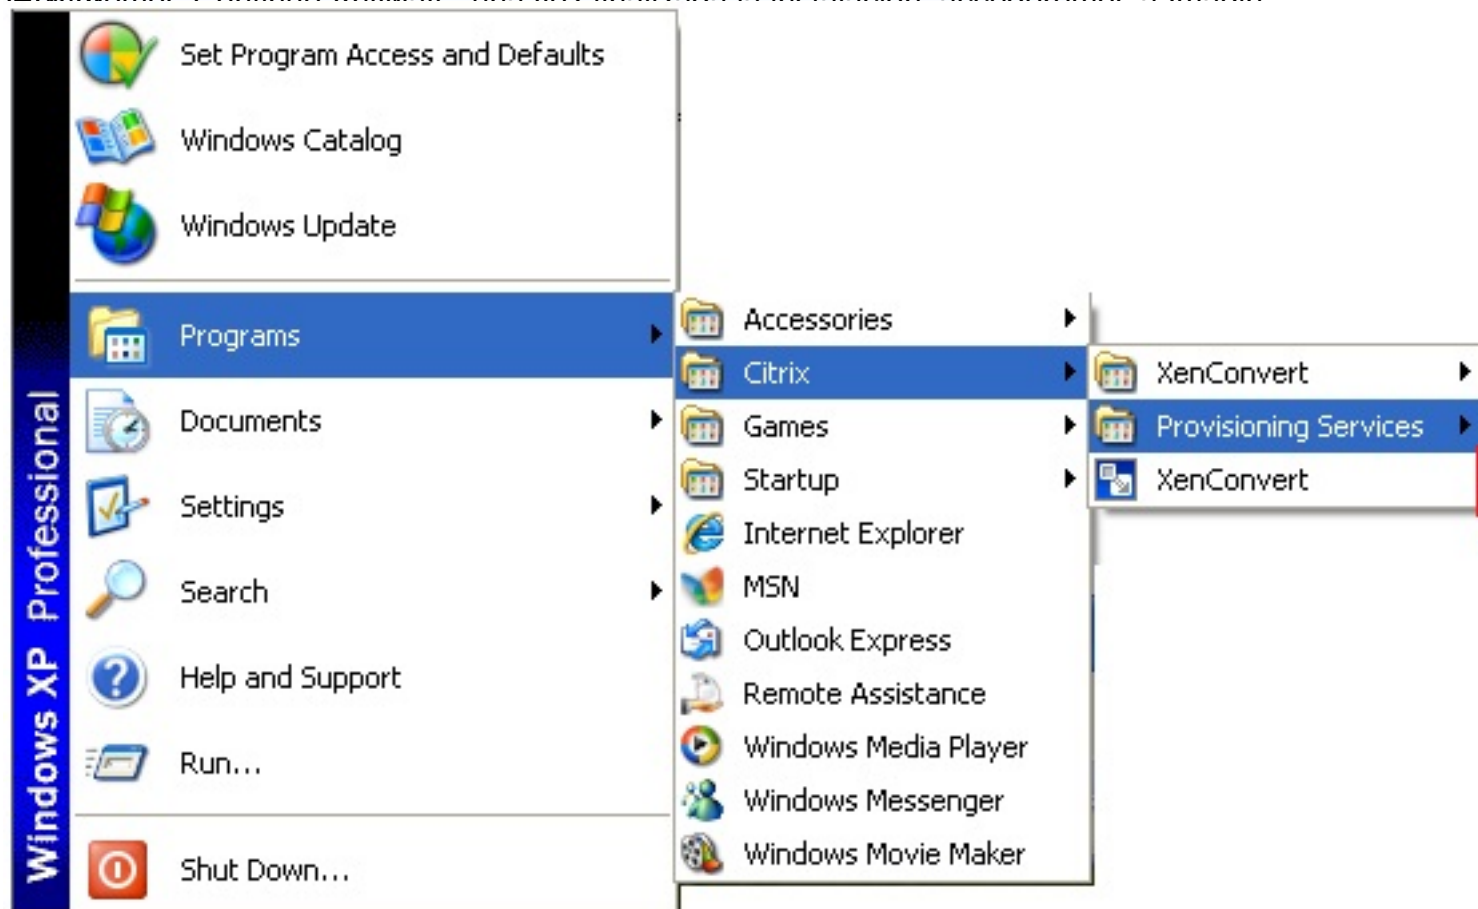 Set Program Access and Defaults
Windows Catalog
Windows Update
Programs
Documents
Settings
Search
Help and Support
Run...
Shut Down...
Windows XP Professional
Accessories
Citrix
Games
Startup
Internet Explorer
MSN
Outlook Express
Remote Assistance
Windows Media Player
Windows Messenger
Windows Movie Maker
XenConvert
Provisioning Services
XenConvert